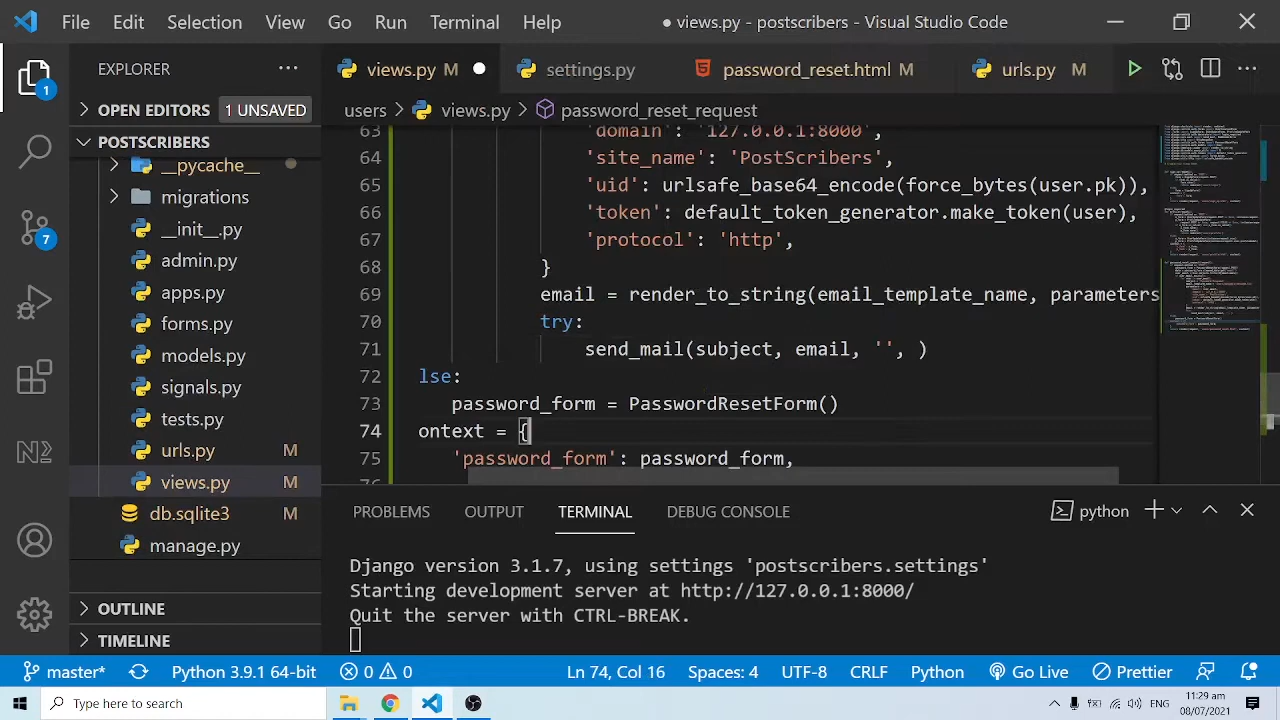 File Edit Selection View Go Run Terminal Help ● views.py - postscribers - Visual Studio Code
EXPLORER ···
views.py M ● settings.py password_reset.html M urls.py M ···
OPEN EDITORS 1 UNSAVED
users > views.py > password_reset_request
POSTSCRIBERS
__pycache__
migrations
__init__.py
admin.py
apps.py
forms.py
models.py
signals.py
tests.py
urls.py M
views.py M
db.sqlite3 M
manage.py
OUTLINE
TIMELINE
1
7
63 'domain': '127.0.0.1:8000',
64 'site_name': 'Postscribers',
65 'uid': urlsafe_base64_encode(force_bytes(user.pk)),
66 'token': default_token_generator.make_token(user),
67 'protocol': 'http',
68 }
69 email = render_to_string(email_template_name, parameters
70 try:
71 send_mail(subject, email, '', )
72 lse:
73 password_form = PasswordResetForm()
74 ontext = {
75 'password_form': password_form,
76
PROBLEMS OUTPUT TERMINAL DEBUG CONSOLE python
Django version 3.1.7, using settings 'postscribers.settings'
Starting development server at http://127.0.0.1:8000/
Quit the server with CTRL-BREAK.
master* Python 3.9.1 64-bit 0 0 Ln 74, Col 16 Spaces: 4 UTF-8 CRLF Python Go Live Prettier
Type here to search
11:29 am
08/07/2021